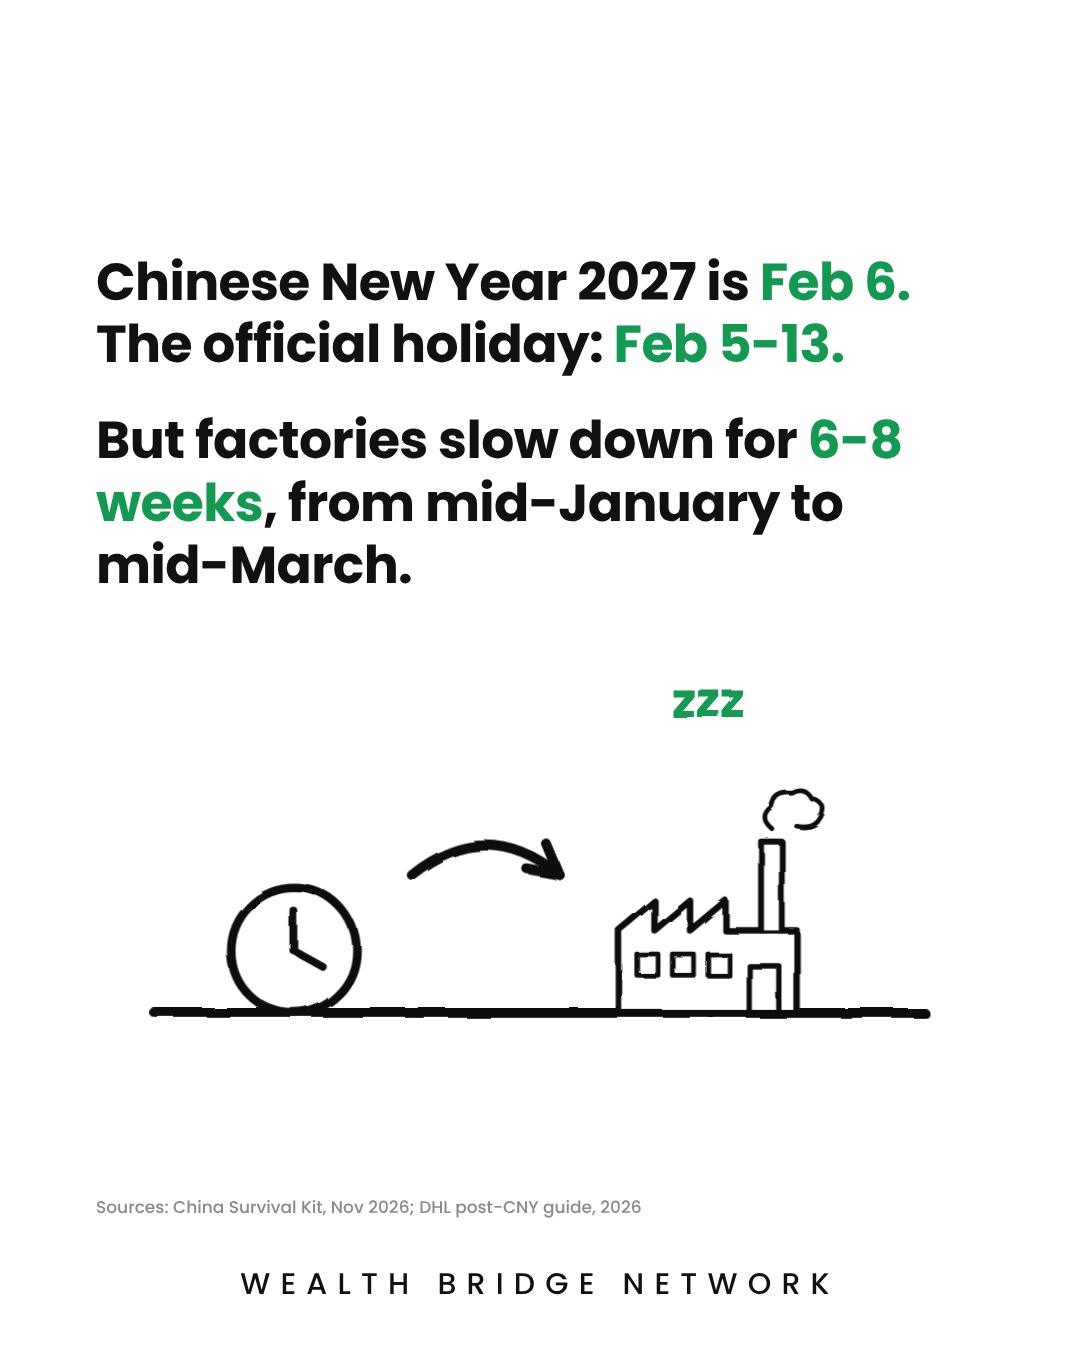 Chinese New Year 2027 is Feb 6.
The official holiday: Feb 5-13.
But factories slow down for 6-8
weeks, from mid-January to
mid-March.
zzz
Sources: China Survival Kit, Nov 2026; DHL post-CNY guide, 2026
WEALTH BRIDGE NETWORK